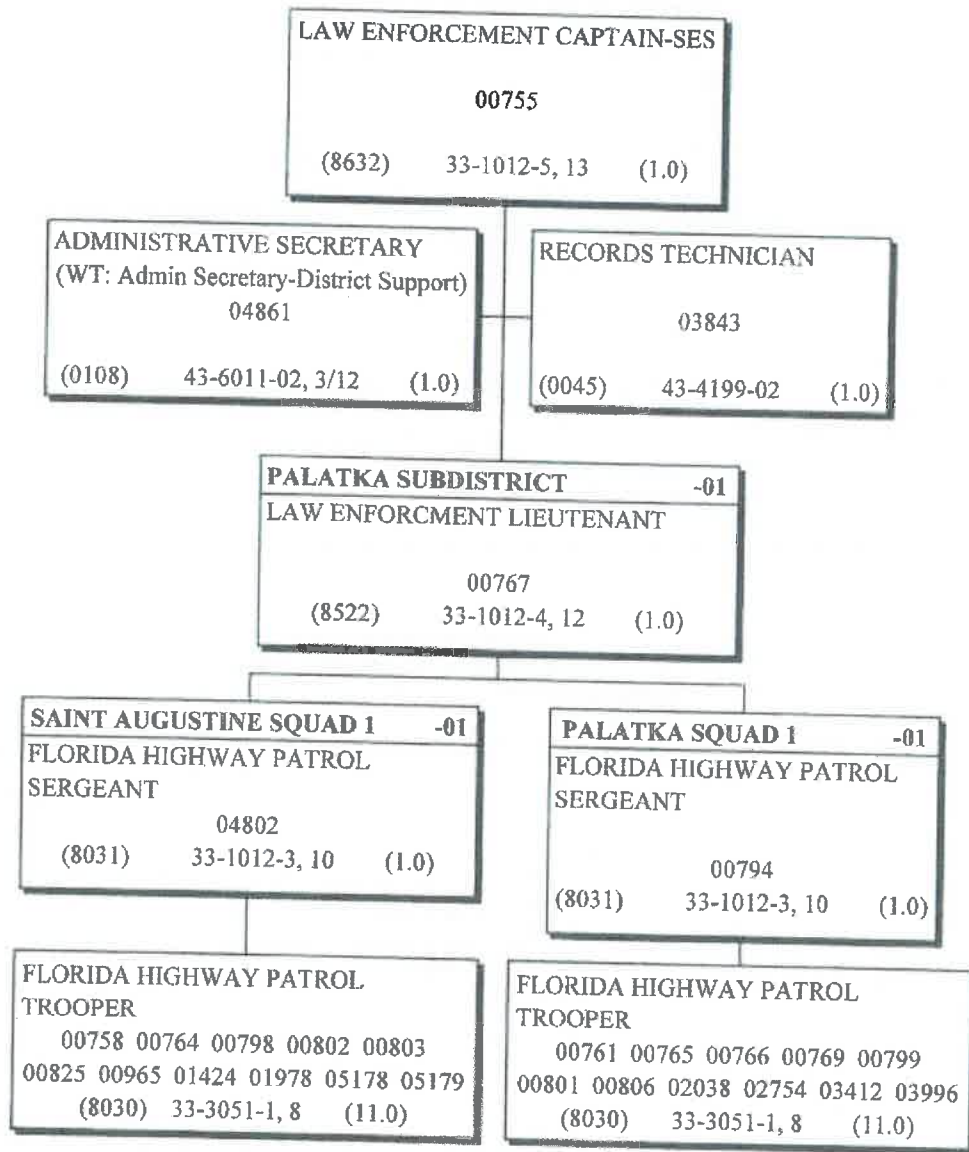 LAW ENFORCEMENT CAPTAIN-SES
00755
(8632) 33-1012-5, 13 (1.0)
ADMINISTRATIVE SECRETARY
(WT: Admin Secretary-District Support)
04861
(0108) 43-6011-02, 3/12 (1.0)
RECORDS TECHNICIAN
03843
(0045) 43-4199-02 (1.0)
PALATKA SUBDISTRICT -01
LAW ENFORCMENT LIEUTENANT
00767
(8522) 33-1012-4, 12 (1.0)
SAINT AUGUSTINE SQUAD 1 -01
FLORIDA HIGHWAY PATROL
SERGEANT
04802
(8031) 33-1012-3, 10 (1.0)
PALATKA SQUAD 1 -01
FLORIDA HIGHWAY PATROL
SERGEANT
00794
(8031) 33-1012-3, 10 (1.0)
FLORIDA HIGHWAY PATROL
TROOPER
00758 00764 00798 00802 00803
00825 00965 01424 01978 05178 05179
(8030) 33-3051-1, 8 (11.0)
FLORIDA HIGHWAY PATROL
TROOPER
00761 00765 00766 00769 00799
00801 00806 02038 02754 03412 03996
(8030) 33-3051-1, 8 (11.0)